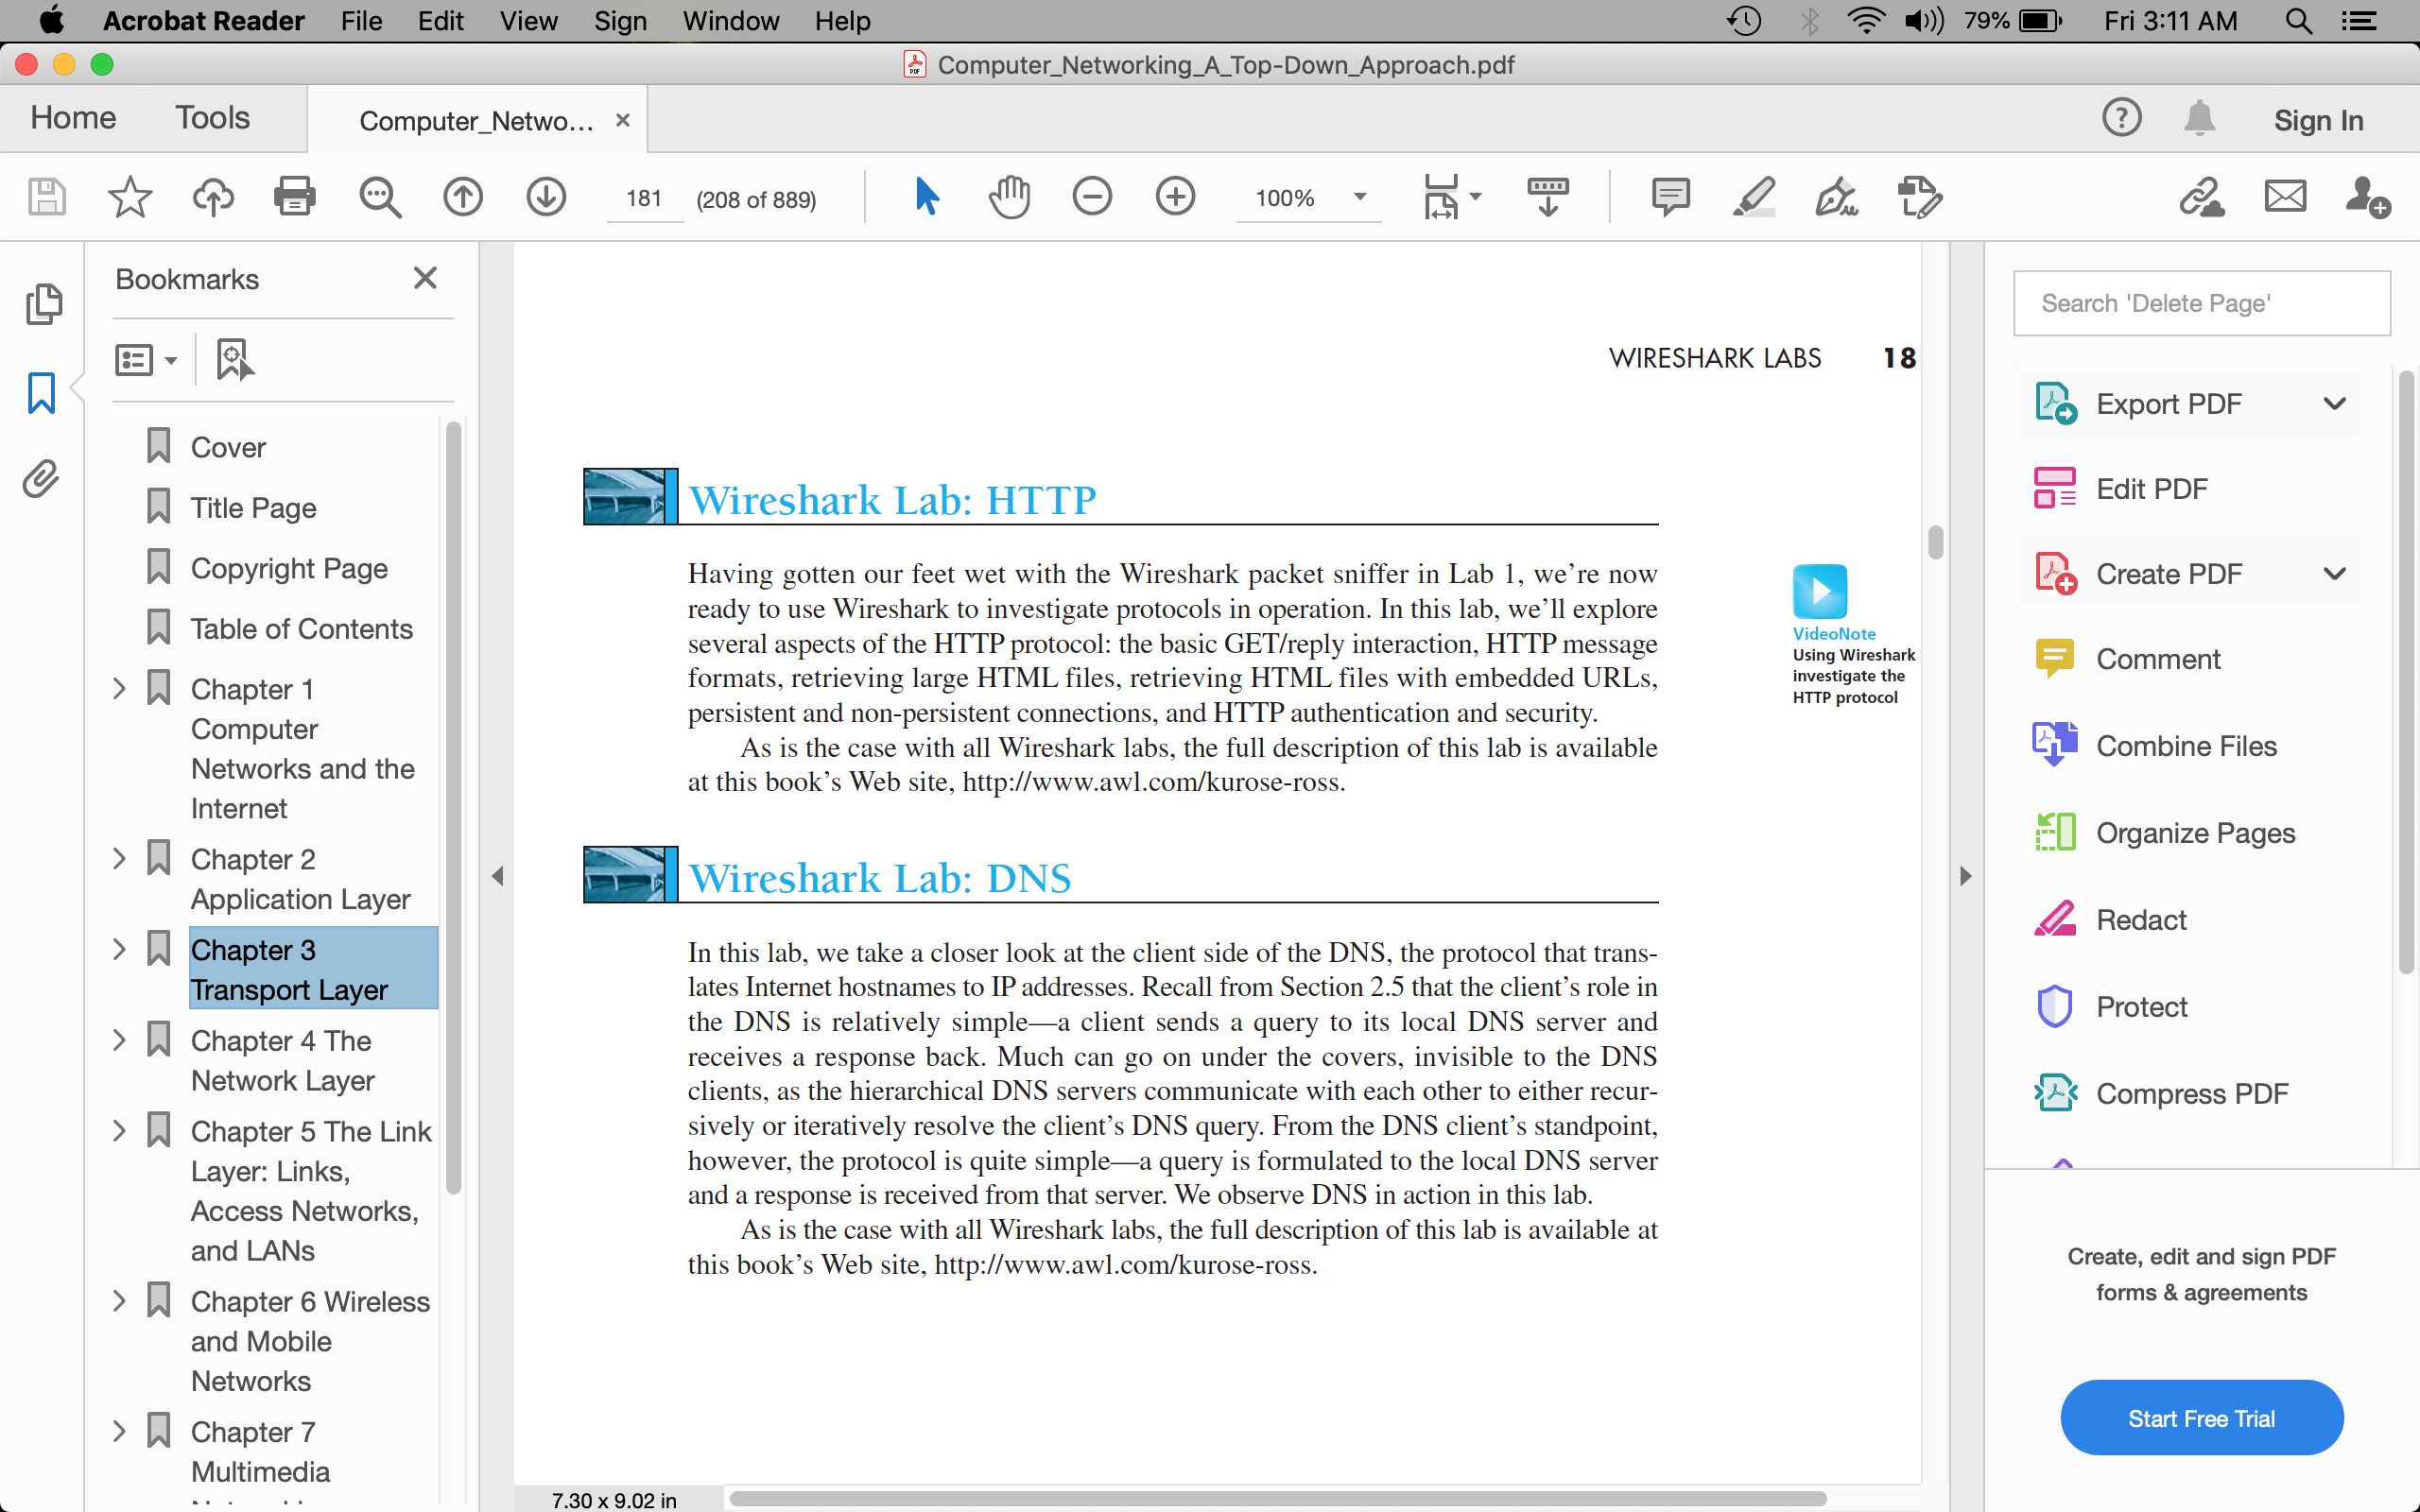 Acrobat Reader File Edit View Sign Window Help 79% Fri 3:11 AM
Computer_Networking_A_Top-Down_Approach.pdf
Home Tools Computer_Netwo... × Sign In
181 (208 of 889) 100%
Bookmarks
Cover
Title Page
Copyright Page
Table of Contents
Chapter 1
Computer
Networks and the
Internet
Chapter 2
Application Layer
Chapter 3
Transport Layer
Chapter 4 The
Network Layer
Chapter 5 The Link
Layer: Links,
Access Networks,
and LANs
Chapter 6 Wireless
and Mobile
Networks
Chapter 7
Multimedia
WIRESHARK LABS 18
Wireshark Lab: HTTP
Having gotten our feet wet with the Wireshark packet sniffer in Lab 1, we’re now
ready to use Wireshark to investigate protocols in operation. In this lab, we’ll explore
several aspects of the HTTP protocol: the basic GET/reply interaction, HTTP message
formats, retrieving large HTML files, retrieving HTML files with embedded URLs,
persistent and non-persistent connections, and HTTP authentication and security.
As is the case with all Wireshark labs, the full description of this lab is available
at this book’s Web site, http://www.awl.com/kurose-ross.
VideoNote
Using Wireshark
investigate the
HTTP protocol
Wireshark Lab: DNS
In this lab, we take a closer look at the client side of the DNS, the protocol that trans-
lates Internet hostnames to IP addresses. Recall from Section 2.5 that the client’s role in
the DNS is relatively simple—a client sends a query to its local DNS server and
receives a response back. Much can go on under the covers, invisible to the DNS
clients, as the hierarchical DNS servers communicate with each other to either recur-
sively or iteratively resolve the client’s DNS query. From the DNS client’s standpoint,
however, the protocol is quite simple—a query is formulated to the local DNS server
and a response is received from that server. We observe DNS in action in this lab.
As is the case with all Wireshark labs, the full description of this lab is available at
this book’s Web site, http://www.awl.com/kurose-ross.
7.30 x 9.02 in
Search 'Delete Page'
Export PDF
Edit PDF
Create PDF
Comment
Combine Files
Organize Pages
Redact
Protect
Compress PDF
Create, edit and sign PDF
forms & agreements
Start Free Trial